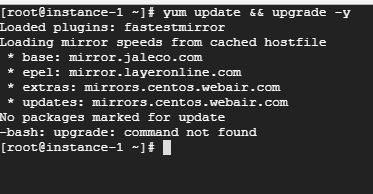 [root@instance-1 ~]# yum update && upgrade -y
Loaded plugins: fastestmirror
Loading mirror speeds from cached hostfile
 * base: mirror.jaleco.com
 * epel: mirror.layeronline.com
 * extras: mirrors.centos.webair.com
 * updates: mirrors.centos.webair.com
No packages marked for update
-bash: upgrade: command not found
[root@instance-1 ~]#